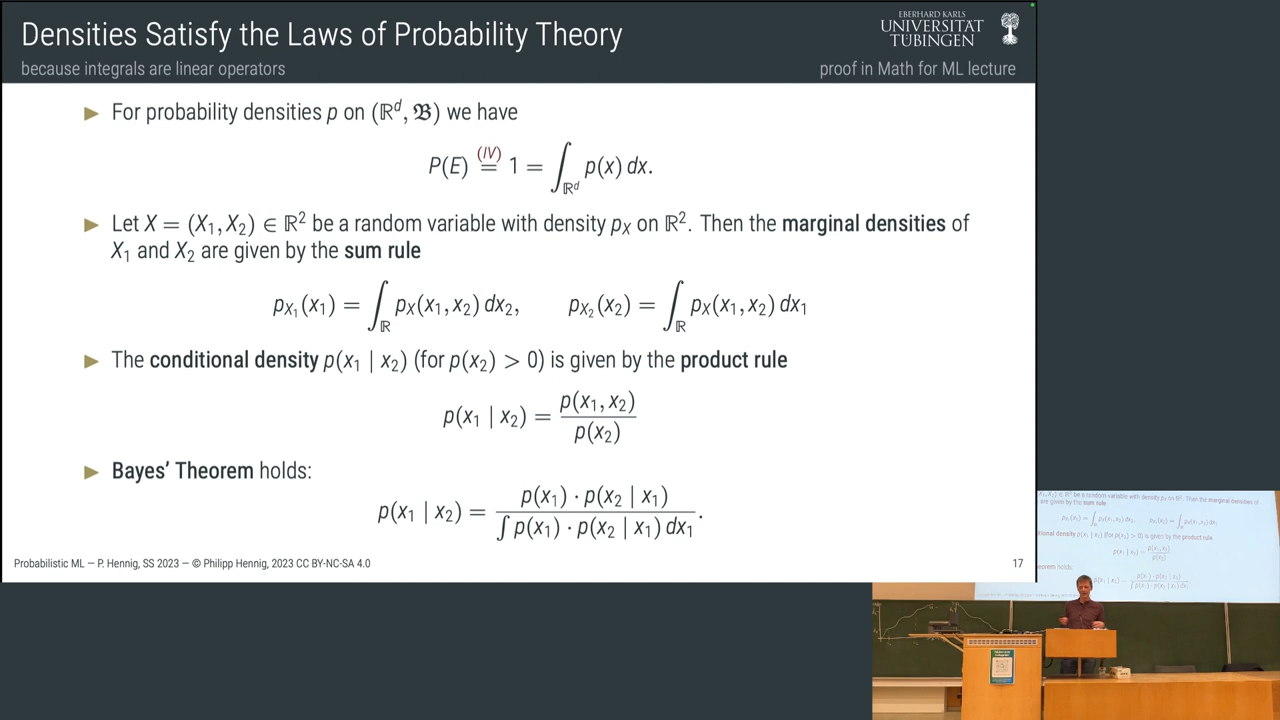 Densities Satisfy the Laws of Probability Theory
EBERHARD KARLS
UNIVERSITÄT
TÜBINGEN
because integrals are linear operators
proof in Math for ML lecture
▶ For probability densities p on (ℝᵈ, 𝔅) we have
P(E) (IV)= 1 = ∫_{ℝᵈ} p(x) dx.
▶ Let X = (X₁, X₂) ∈ ℝ² be a random variable with density p_X on ℝ². Then the marginal densities of
X₁ and X₂ are given by the sum rule
p_{X₁}(x₁) = ∫_ℝ p_X(x₁, x₂) dx₂, p_{X₂}(x₂) = ∫_ℝ p_X(x₁, x₂) dx₁
▶ The conditional density p(x₁ | x₂) (for p(x₂) > 0) is given by the product rule
p(x₁ | x₂) = p(x₁, x₂) / p(x₂)
▶ Bayes' Theorem holds:
p(x₁ | x₂) = p(x₁) · p(x₂ | x₁) / ∫ p(x₁) · p(x₂ | x₁) dx₁.
Probabilistic ML — P. Hennig, SS 2023 — © Philipp Hennig, 2023 CC BY-NC-SA 4.0
17